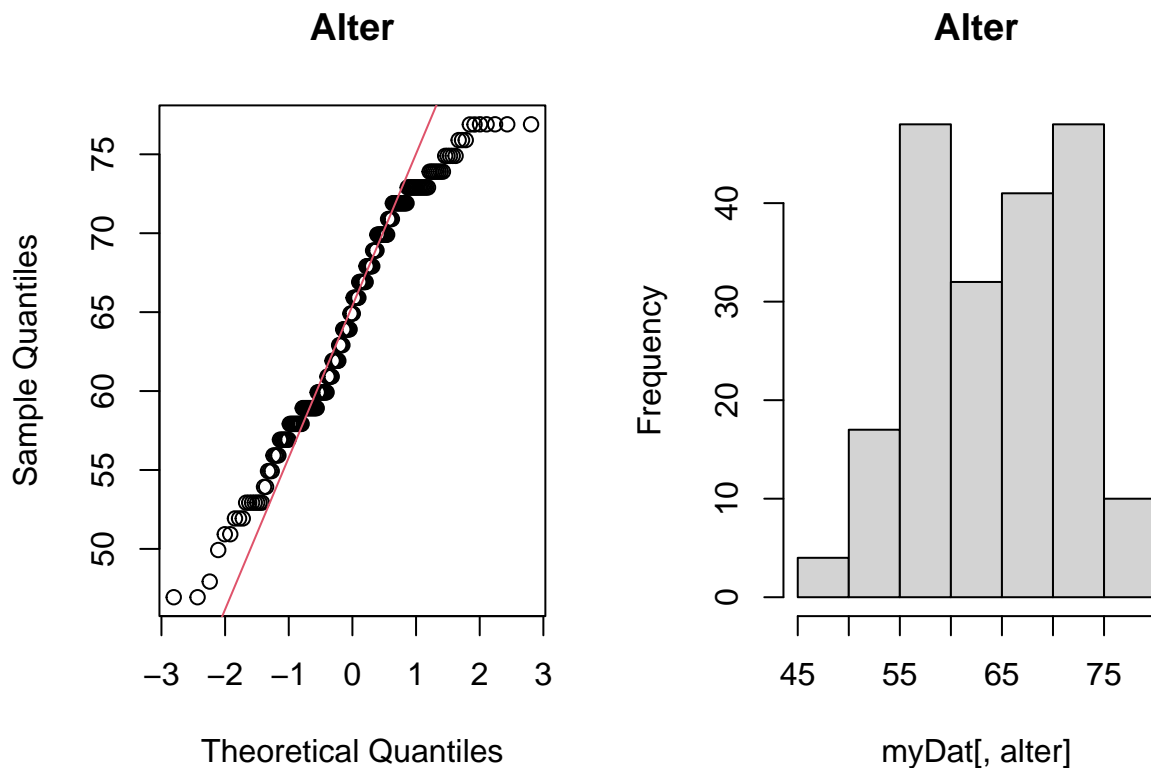 Alter
Sample Quantiles
75
70
65
60
55
50
−3 −2 −1 0 1 2 3
Theoretical Quantiles
Alter
Frequency
40
30
20
10
0
45 55 65 75
myDat[, alter]